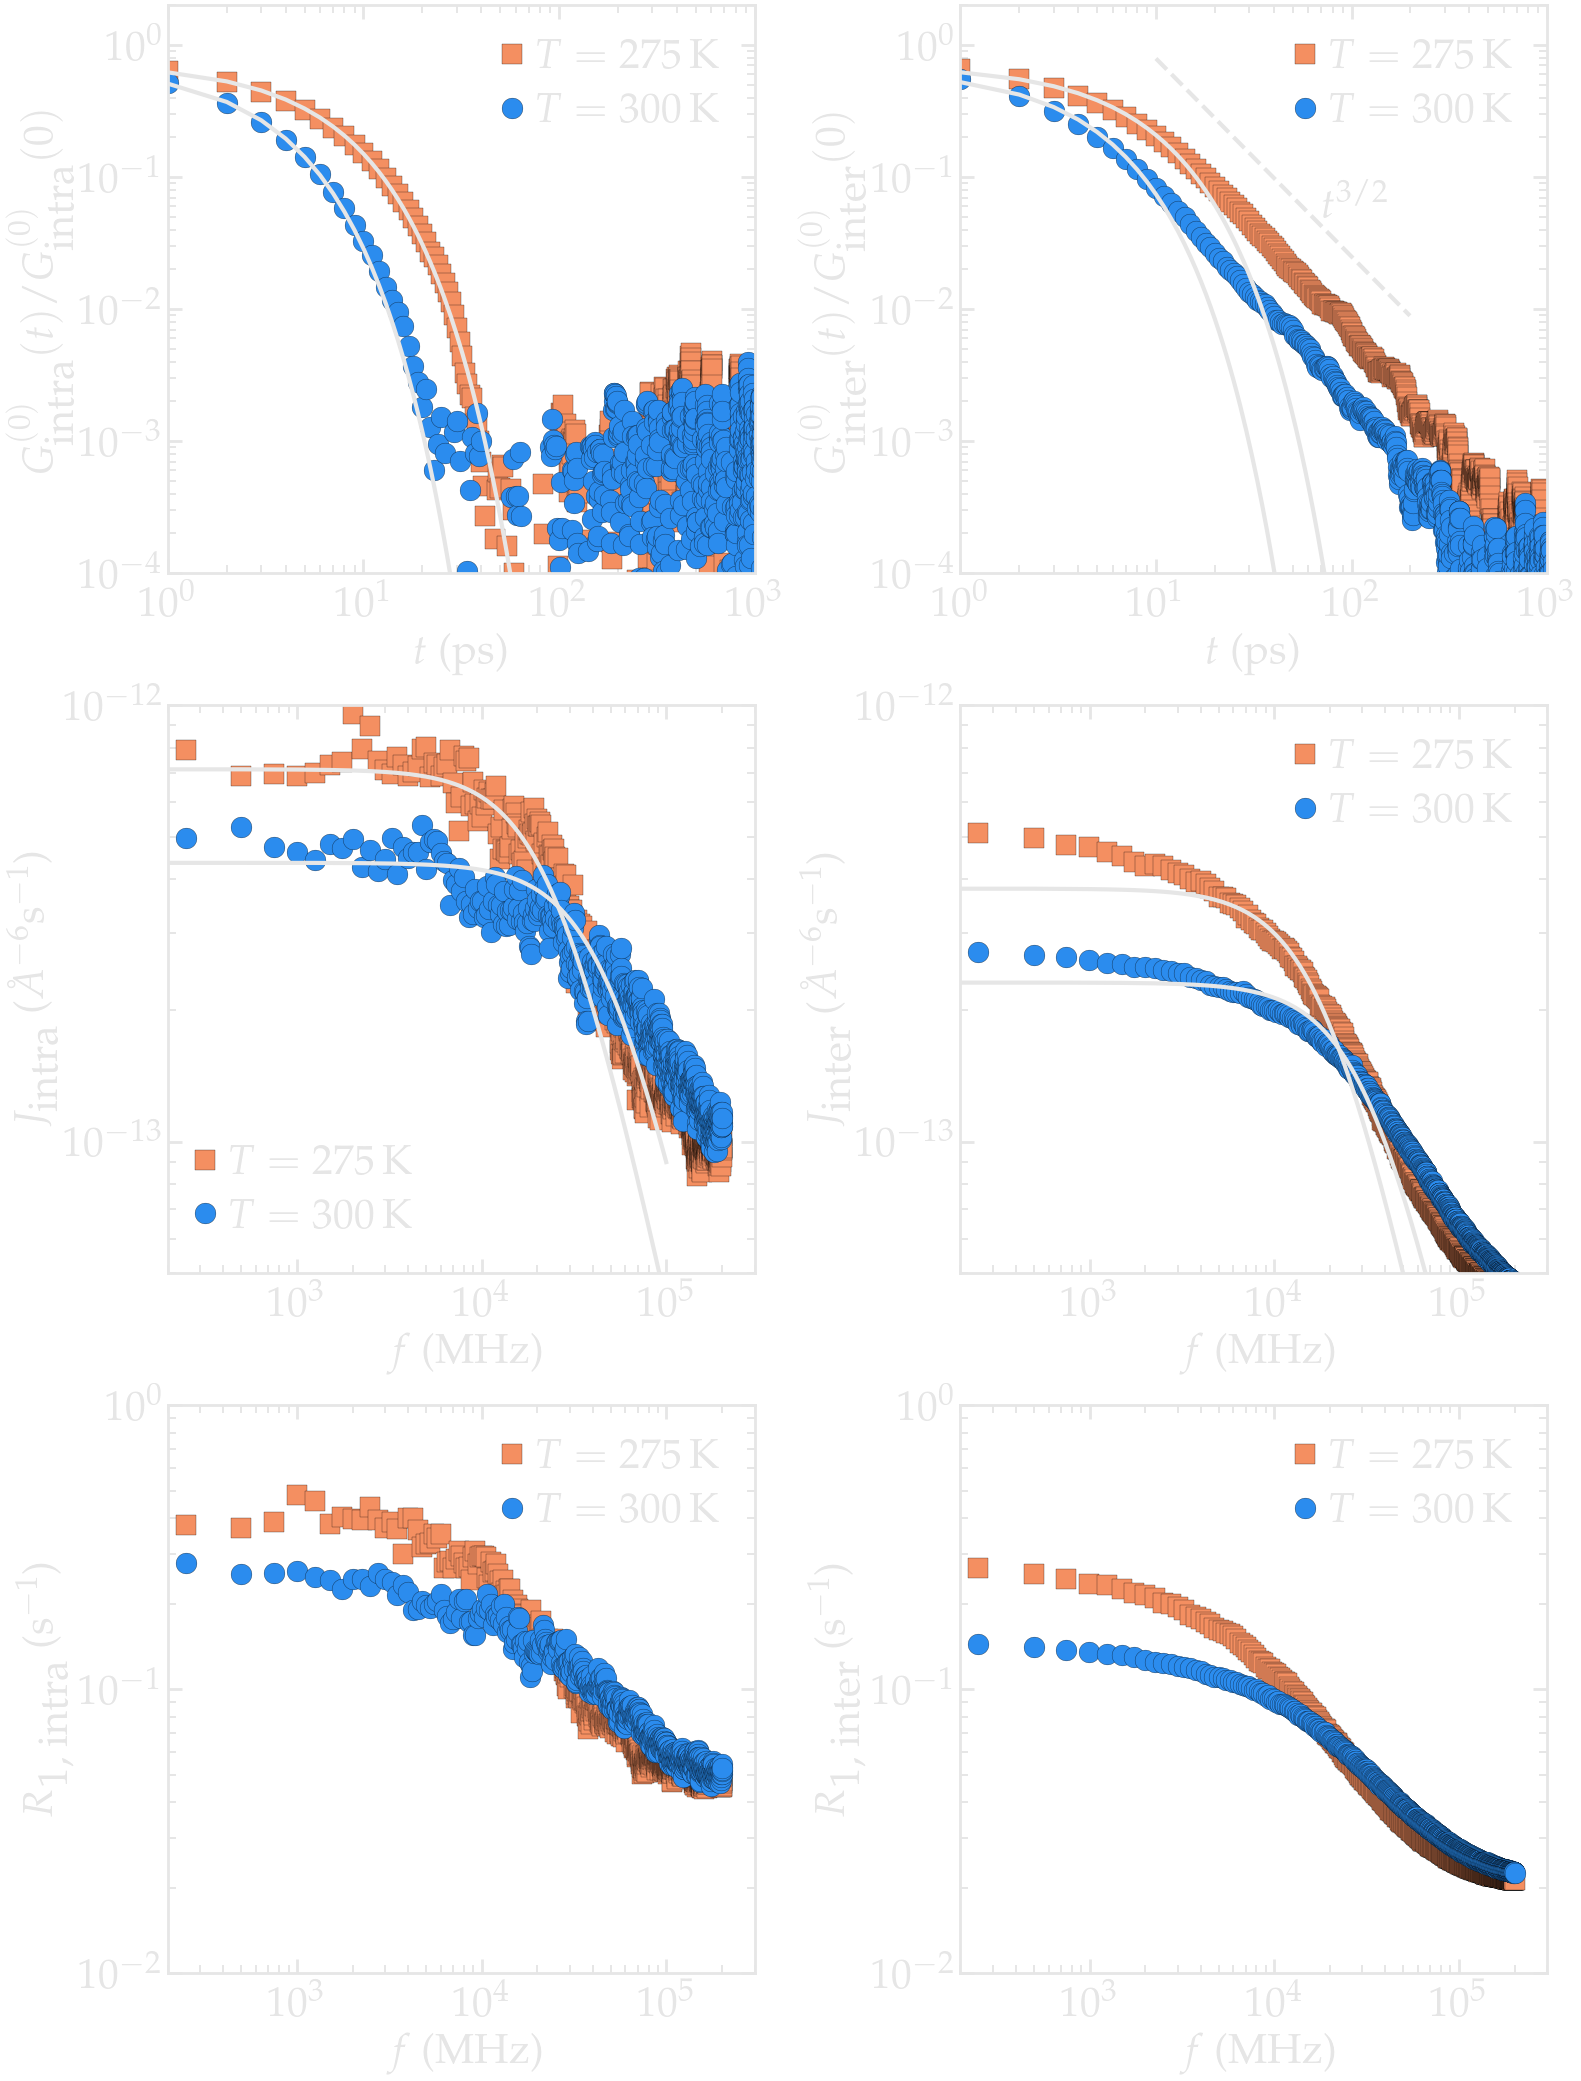 G_intra^(0)(t)/G_intra^(0)(0)
10^0
10^−1
10^−2
10^−3
10^−4
T = 275 K
T = 300 K
10^0 10^1 10^2 10^3
t (ps)
G_inter^(0)(t)/G_inter^(0)(0)
10^0
10^−1
10^−2
10^−3
10^−4
T = 275 K
T = 300 K
t^3/2
10^0 10^1 10^2 10^3
t (ps)
J_intra (Å^−6 s^−1)
10^−12
10^−13
T = 275 K
T = 300 K
10^3 10^4 10^5
f (MHz)
J_inter (Å^−6 s^−1)
10^−12
10^−13
T = 275 K
T = 300 K
10^3 10^4 10^5
f (MHz)
R_1, intra (s^−1)
10^0
10^−1
10^−2
T = 275 K
T = 300 K
10^3 10^4 10^5
f (MHz)
R_1, inter (s^−1)
10^0
10^−1
10^−2
T = 275 K
T = 300 K
10^3 10^4 10^5
f (MHz)